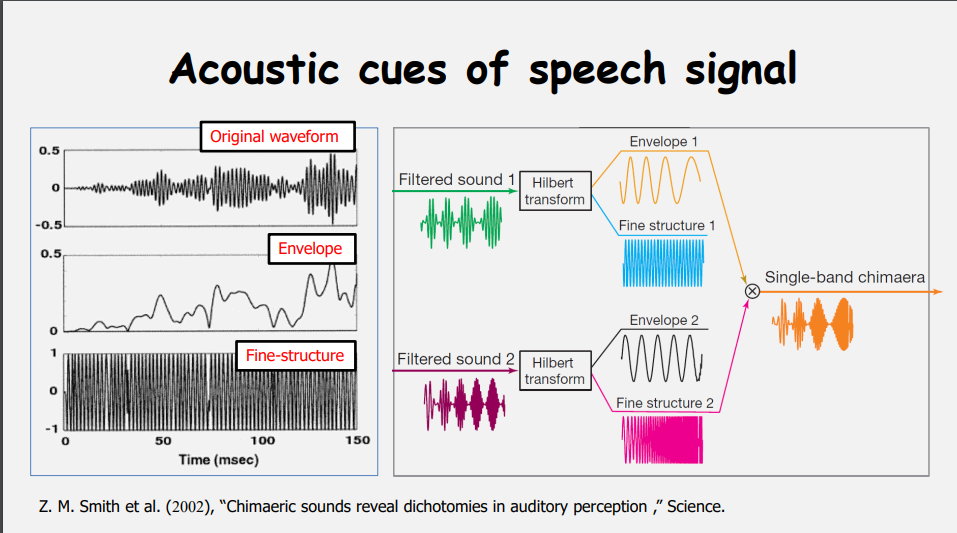 Acoustic cues of speech signal
Original waveform
0.5
0
-0.5
Envelope
0.5
0
Fine-structure
1
0
-1
0 50 100 150
Time (msec)
Filtered sound 1
Hilbert
transform
Envelope 1
Fine structure 1
Single-band chimaera
Filtered sound 2
Hilbert
transform
Envelope 2
Fine structure 2
Z. M. Smith et al. (2002), “Chimaeric sounds reveal dichotomies in auditory perception ,” Science.